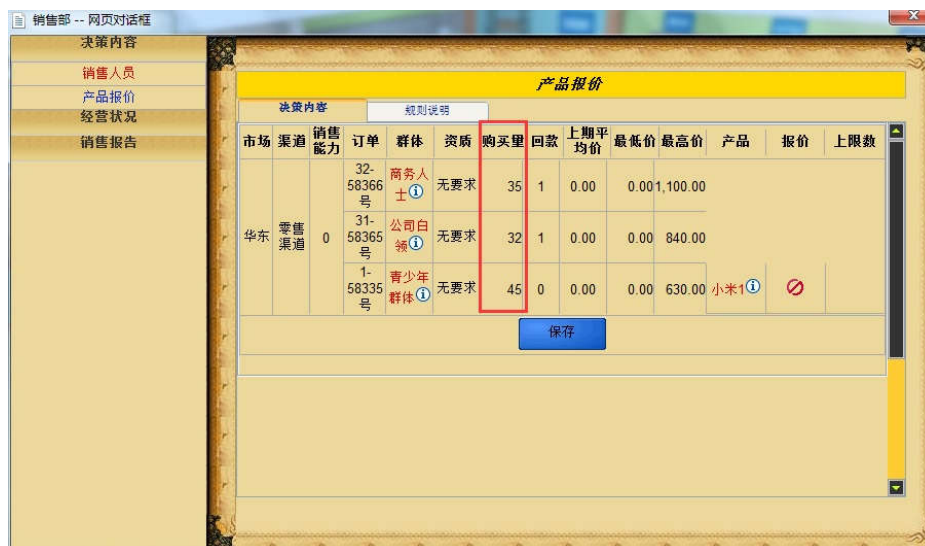 销售部 -- 网页对话框
决策内容
销售人员
产品报价
经营状况
销售报告
产品报价
决策内容 规则说明
市场 渠道 销售能力 订单 群体 资质 购买量 回款 上期平均价 最低价 最高价 产品 报价 上限数
华东 零售渠道 0 32-58366号 商务人士 无要求 35 1 0.00 0.00 1,100.00
31-58365号 公司白领 无要求 32 1 0.00 0.00 840.00
1-58335号 青少年群体 无要求 45 0 0.00 0.00 630.00 小米1
保存